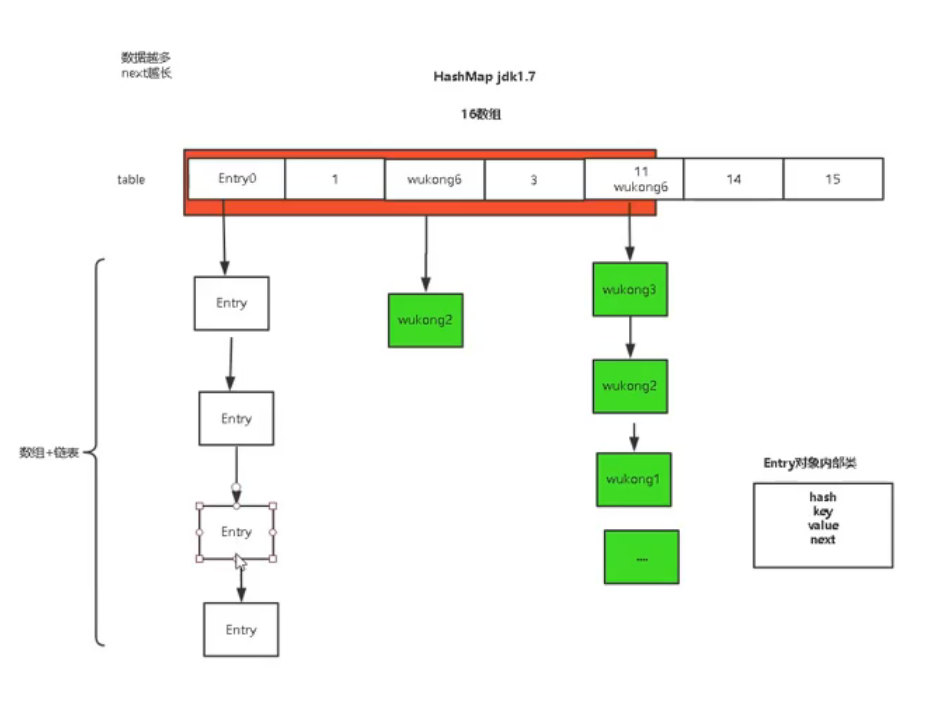 数据越多
next越长
HashMap jdk1.7
16数组
table
Entry0
1
wukong6
3
11
wukong6
14
15
Entry
wukong2
wukong3
Entry
wukong2
数组+链表
Entry
wukong1
....
Entry
Entry对象内部类
hash
key
value
next